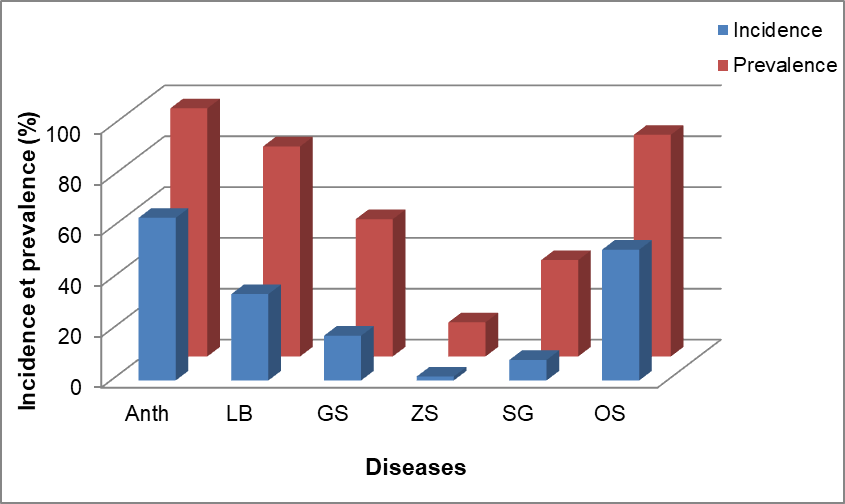 Incidence
Prevalence
Incidence et prevalence (%)
100
80
60
40
20
0
Anth LB GS ZS SG OS
Diseases